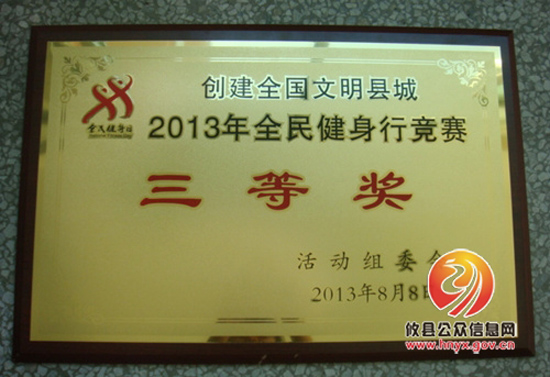 创建全国文明县城
2013年全民健身行竞赛
三等奖
活动组委会
2013年8月8日
攸县公众信息网
www.hnyx.gov.cn